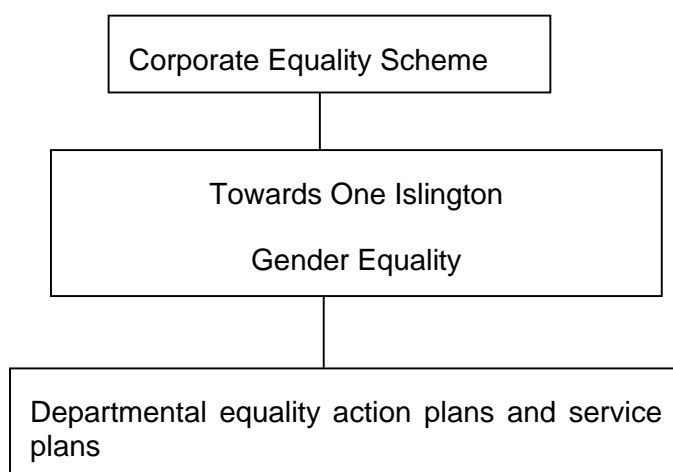 Corporate Equality Scheme
Towards One Islington
Gender Equality
Departmental equality action plans and service
plans